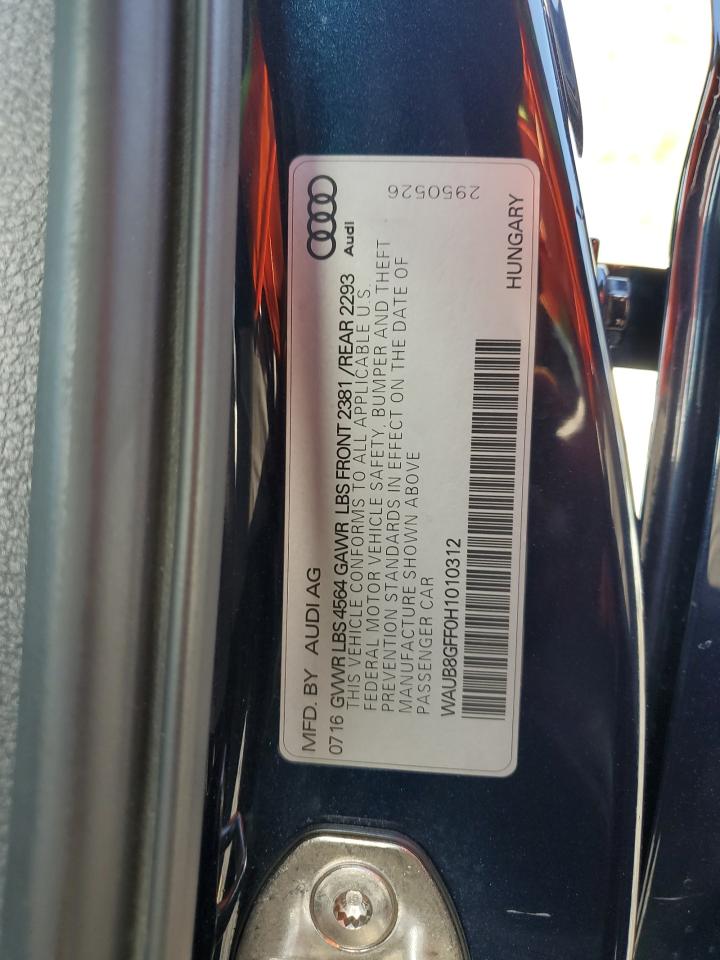 MFD. BY AUDI AG
Audi
0716 GVWR LBS 4564 GAWR LBS FRONT 2381 /REAR 2293
THIS VEHICLE CONFORMS TO ALL APPLICABLE U.S.
FEDERAL MOTOR VEHICLE SAFETY, BUMPER AND THEFT
PREVENTION STANDARDS IN EFFECT ON THE DATE OF
MANUFACTURE SHOWN ABOVE
PASSENGER CAR
2950526
WAUB8GFF0H1010312
HUNGARY